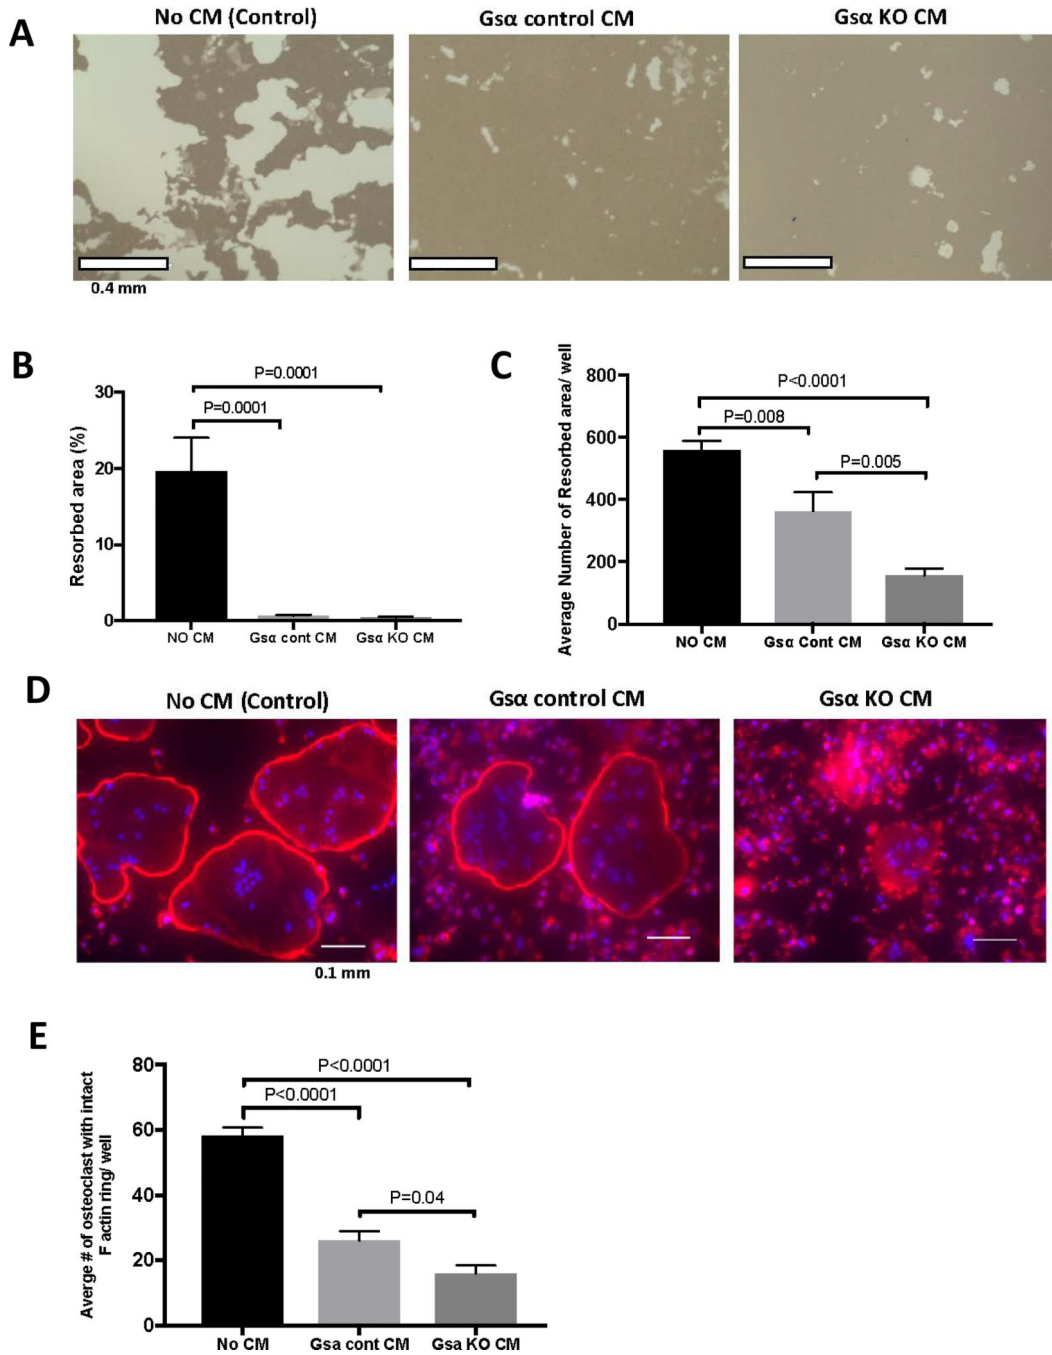 A
No CM (Control)
Gsα control CM
Gsα KO CM
0.4 mm
B
P=0.0001
P=0.0001
Resorbed area (%)
30
20
10
0
NO CM
Gsα cont CM
Gsα KO CM
C
P<0.0001
P=0.008
P=0.005
Average Number of Resorbed area/ well
800
600
400
200
0
NO CM
Gsα Cont CM
Gsα KO CM
D
No CM (Control)
Gsα control CM
Gsα KO CM
0.1 mm
E
P<0.0001
P<0.0001
P=0.04
Averge # of osteoclast with intact
F actin ring/ well
80
60
40
20
0
No CM
Gsa cont CM
Gsa KO CM